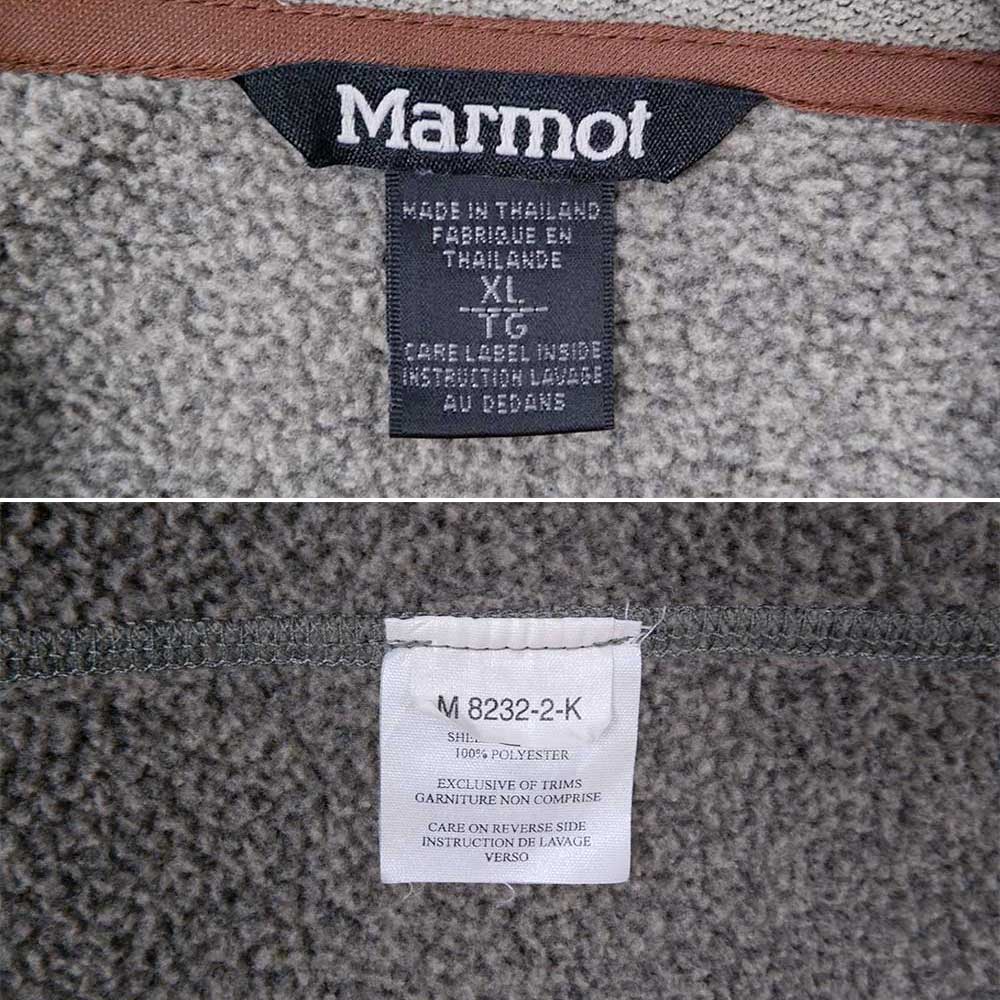 Marmot
MADE IN THAILAND
FABRIQUE EN
THAILANDE
XL
TG
CARE LABEL INSIDE
INSTRUCTION LAVAGE
AU DEDANS
M 8232-2-K
100% POLYESTER
EXCLUSIVE OF TRIMS
GARNITURE NON COMPRISE
CARE ON REVERSE SIDE
INSTRUCTION DE LAVAGE
VERSO